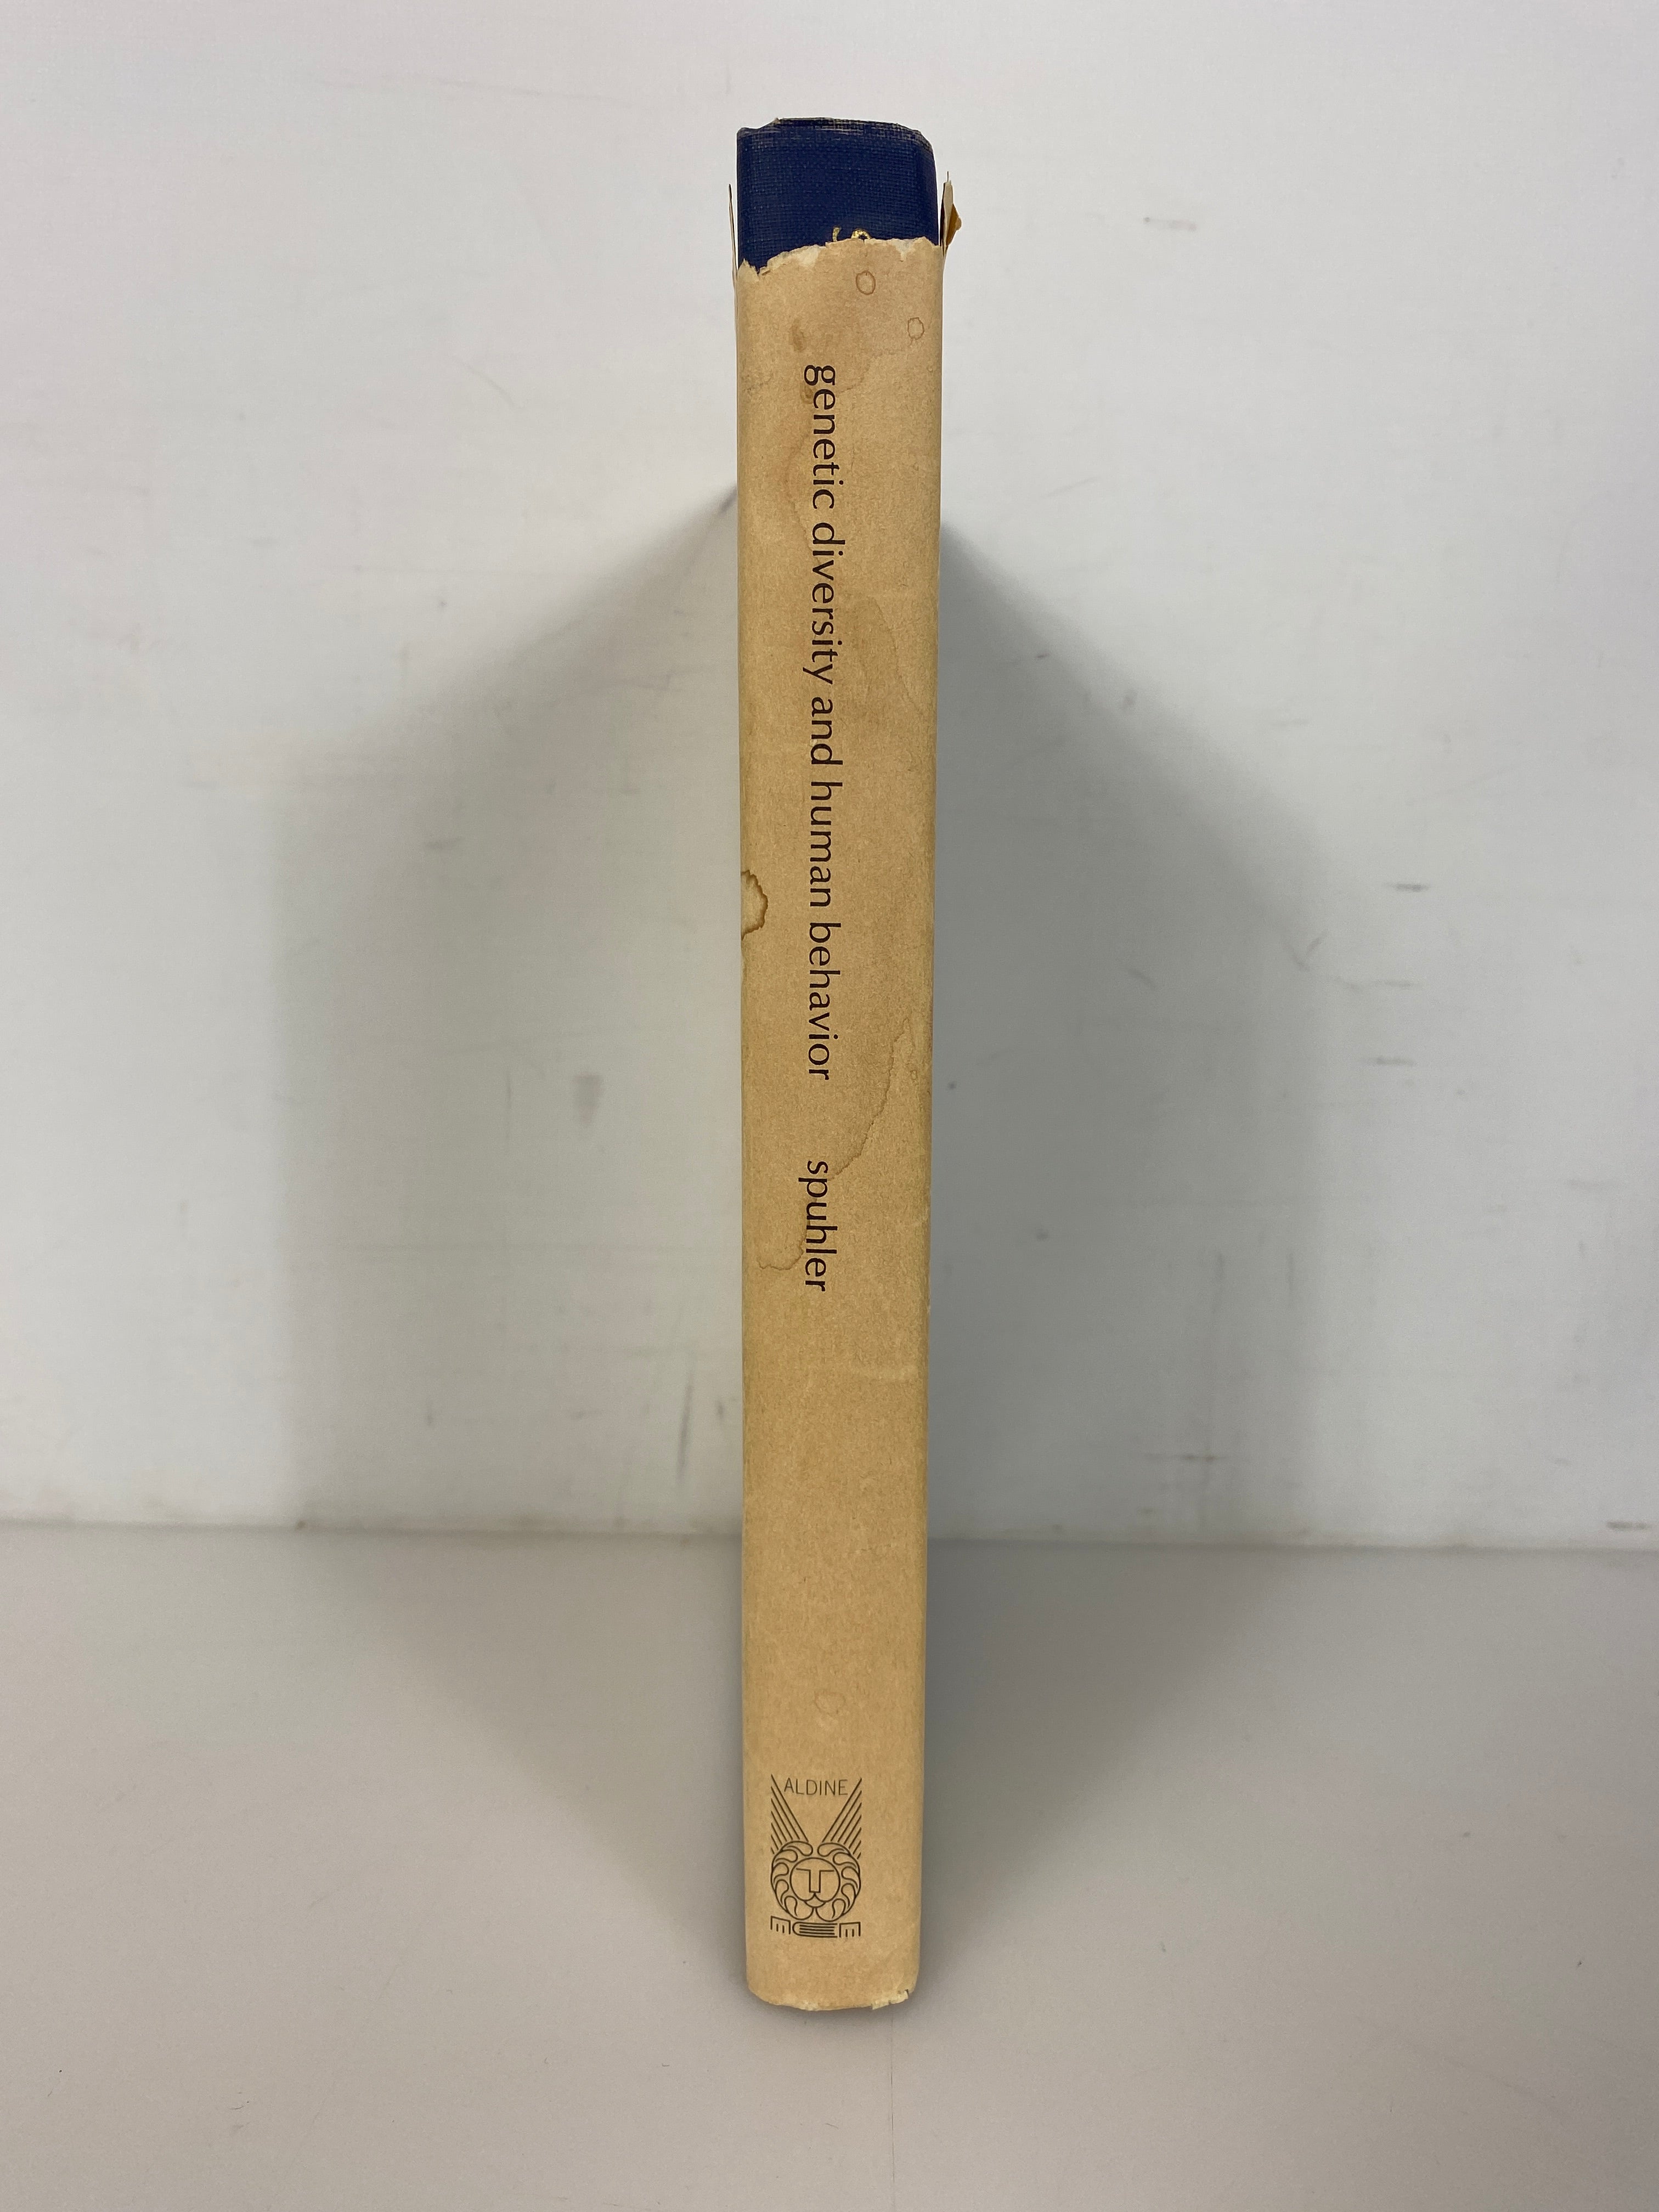 genetic diversity and human behavior spuhler
ALDINE